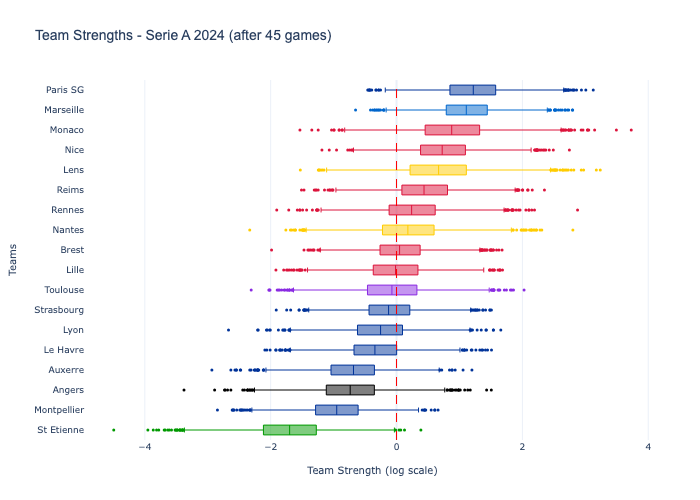 Team Strengths - Serie A 2024 (after 45 games)
Paris SG
Marseille
Monaco
Nice
Lens
Reims
Rennes
Nantes
Brest
Lille
Toulouse
Strasbourg
Lyon
Le Havre
Auxerre
Angers
Montpellier
St Etienne
Teams
−4 −2 0 2 4
Team Strength (log scale)